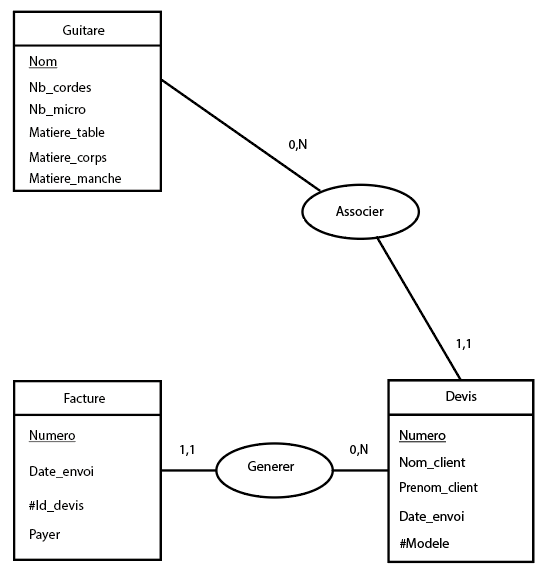 Guitare
Nom
Nb_cordes
Nb_micro
Matiere_table
Matiere_corps
Matiere_manche
0,N
Associer
1,1
Facture
Numero
Date_envoi
#Id_devis
Payer
1,1
Generer
0,N
Devis
Numero
Nom_client
Prenom_client
Date_envoi
#Modele